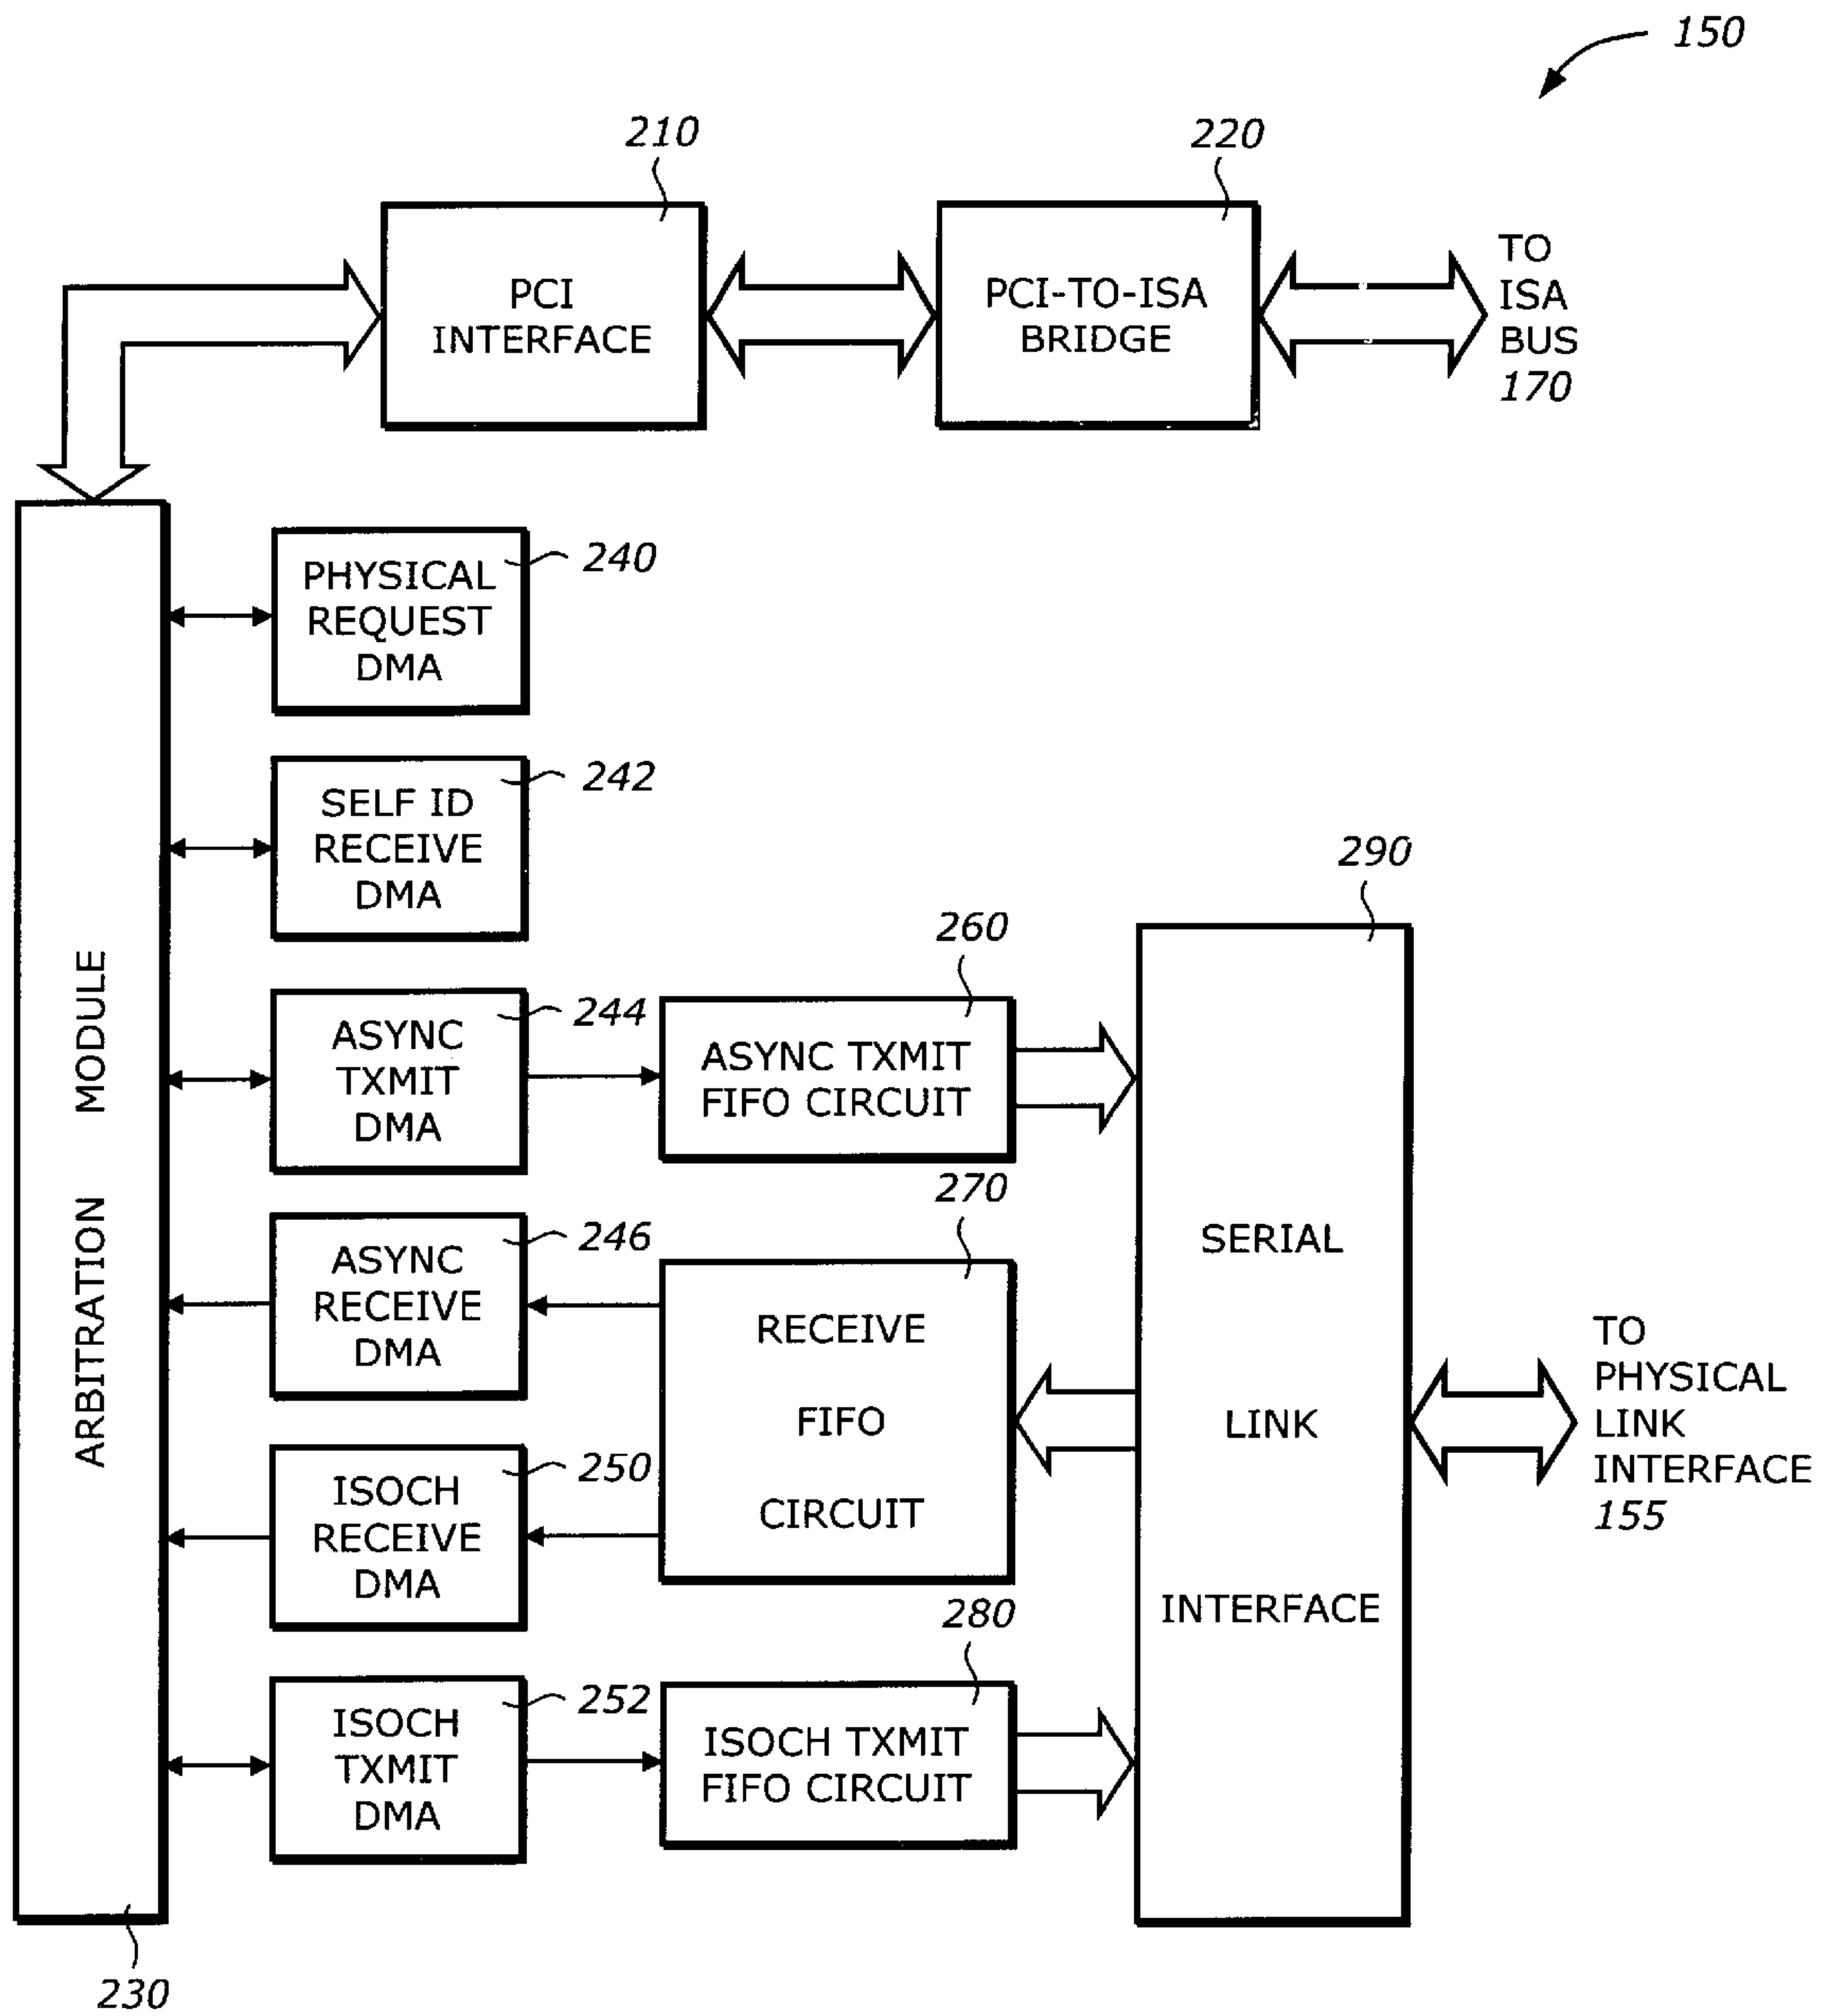 150
210
220
PCI
INTERFACE
PCI-TO-ISA
BRIDGE
TO
ISA
BUS
170
PHYSICAL
REQUEST
DMA
240
SELF ID
RECEIVE
DMA
242
ARBITRATION MODULE
230
ASYNC
TXMIT
DMA
244
260
ASYNC TXMIT
FIFO CIRCUIT
290
SERIAL
LINK
INTERFACE
ASYNC
RECEIVE
DMA
246
270
RECEIVE
FIFO
CIRCUIT
TO
PHYSICAL
LINK
INTERFACE
155
ISOCH
RECEIVE
DMA
250
ISOCH
TXMIT
DMA
252
280
ISOCH TXMIT
FIFO CIRCUIT